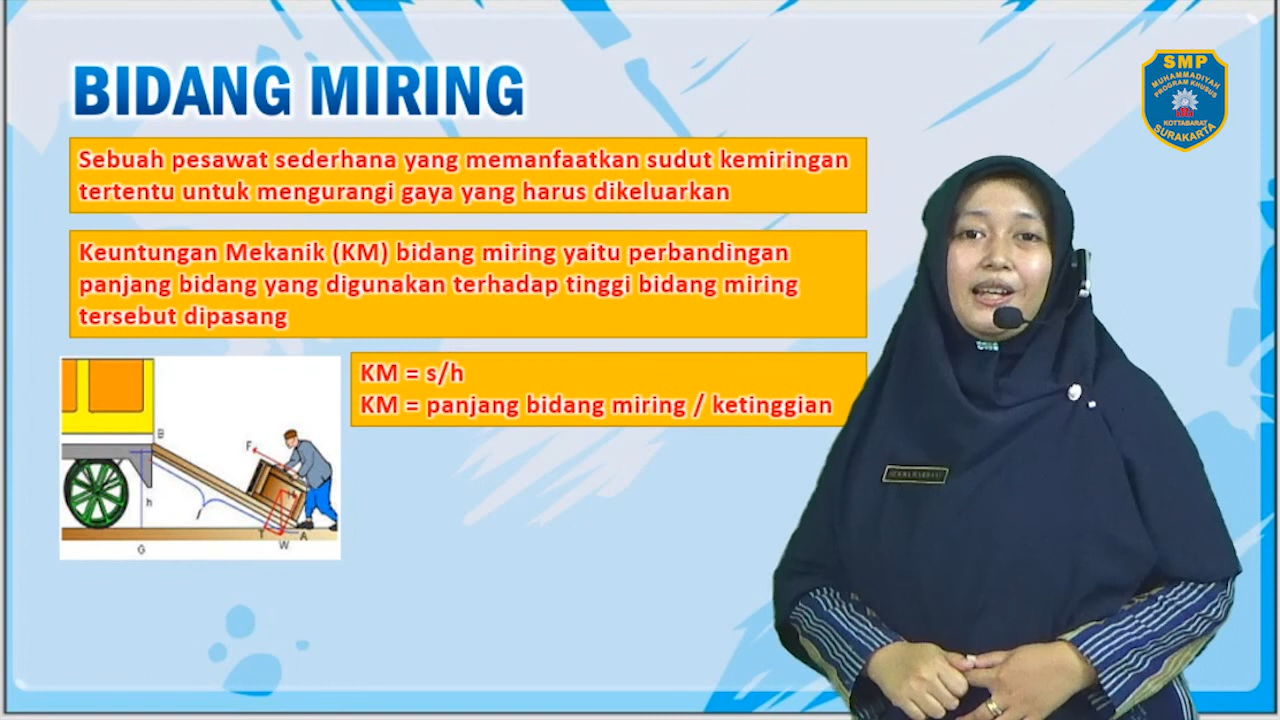 BIDANG MIRING
SMP
MUHAMMADIYAH
PROGRAM KHUSUS
KOTTABARAT
SURAKARTA
Sebuah pesawat sederhana yang memanfaatkan sudut kemiringan
tertentu untuk mengurangi gaya yang harus dikeluarkan
Keuntungan Mekanik (KM) bidang miring yaitu perbandingan
panjang bidang yang digunakan terhadap tinggi bidang miring
tersebut dipasang
KM = s/h
KM = panjang bidang miring / ketinggian
B
F
h
l
T
A
W
G